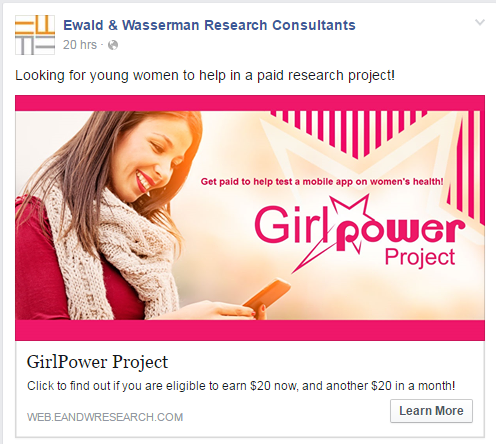 Ewald & Wasserman Research Consultants
20 hrs ·
Looking for young women to help in a paid research project!
Get paid to help test a mobile app on women's health!
Girlpower
Project
GirlPower Project
Click to find out if you are eligible to earn $20 now, and another $20 in a month!
WEB.EANDWRESEARCH.COM
Learn More